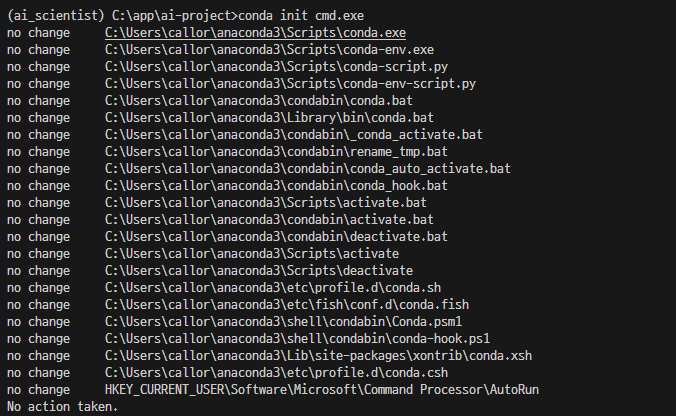 (ai_scientist) C:\app\ai-project>conda init cmd.exe
no change     C:\Users\callor\anaconda3\Scripts\conda.exe
no change     C:\Users\callor\anaconda3\Scripts\conda-env.exe
no change     C:\Users\callor\anaconda3\Scripts\conda-script.py
no change     C:\Users\callor\anaconda3\Scripts\conda-env-script.py
no change     C:\Users\callor\anaconda3\condabin\conda.bat
no change     C:\Users\callor\anaconda3\Library\bin\conda.bat
no change     C:\Users\callor\anaconda3\condabin\_conda_activate.bat
no change     C:\Users\callor\anaconda3\condabin\rename_tmp.bat
no change     C:\Users\callor\anaconda3\condabin\conda_auto_activate.bat
no change     C:\Users\callor\anaconda3\condabin\conda_hook.bat
no change     C:\Users\callor\anaconda3\Scripts\activate.bat
no change     C:\Users\callor\anaconda3\condabin\activate.bat
no change     C:\Users\callor\anaconda3\condabin\deactivate.bat
no change     C:\Users\callor\anaconda3\Scripts\activate
no change     C:\Users\callor\anaconda3\Scripts\deactivate
no change     C:\Users\callor\anaconda3\etc\profile.d\conda.sh
no change     C:\Users\callor\anaconda3\etc\fish\conf.d\conda.fish
no change     C:\Users\callor\anaconda3\shell\condabin\Conda.psm1
no change     C:\Users\callor\anaconda3\shell\condabin\conda-hook.ps1
no change     C:\Users\callor\anaconda3\Lib\site-packages\xontrib\conda.xsh
no change     C:\Users\callor\anaconda3\etc\profile.d\conda.csh
no change     HKEY_CURRENT_USER\Software\Microsoft\Command Processor\AutoRun
No action taken.